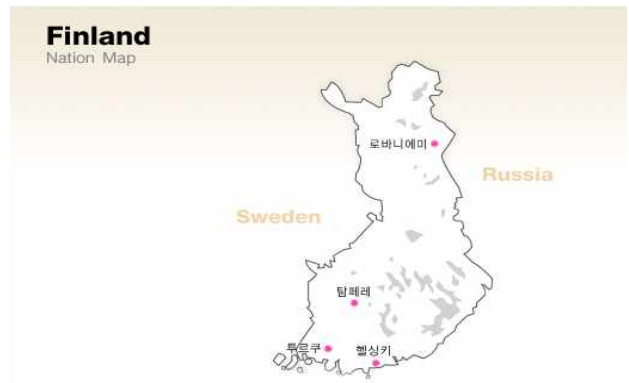 Finland
Nation Map
로바니에미
Russia
Sweden
탐페레
투르쿠
헬싱키